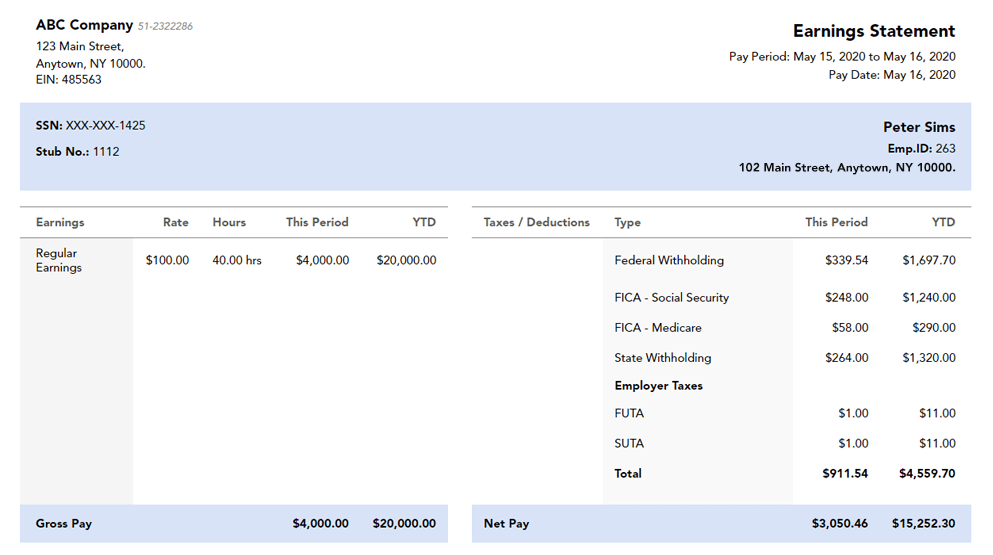 ABC Company 51-2322286
123 Main Street,
Anytown, NY 10000.
EIN: 485563
Earnings Statement
Pay Period: May 15, 2020 to May 16, 2020
Pay Date: May 16, 2020
SSN: XXX-XXX-1425
Stub No.: 1112
Peter Sims
Emp.ID: 263
102 Main Street, Anytown, NY 10000.
Earnings Rate Hours This Period YTD
Regular
Earnings $100.00 40.00 hrs $4,000.00 $20,000.00
Gross Pay $4,000.00 $20,000.00
Taxes / Deductions Type This Period YTD
Federal Withholding $339.54 $1,697.70
FICA - Social Security $248.00 $1,240.00
FICA - Medicare $58.00 $290.00
State Withholding $264.00 $1,320.00
Employer Taxes
FUTA $1.00 $11.00
SUTA $1.00 $11.00
Total $911.54 $4,559.70
Net Pay $3,050.46 $15,252.30